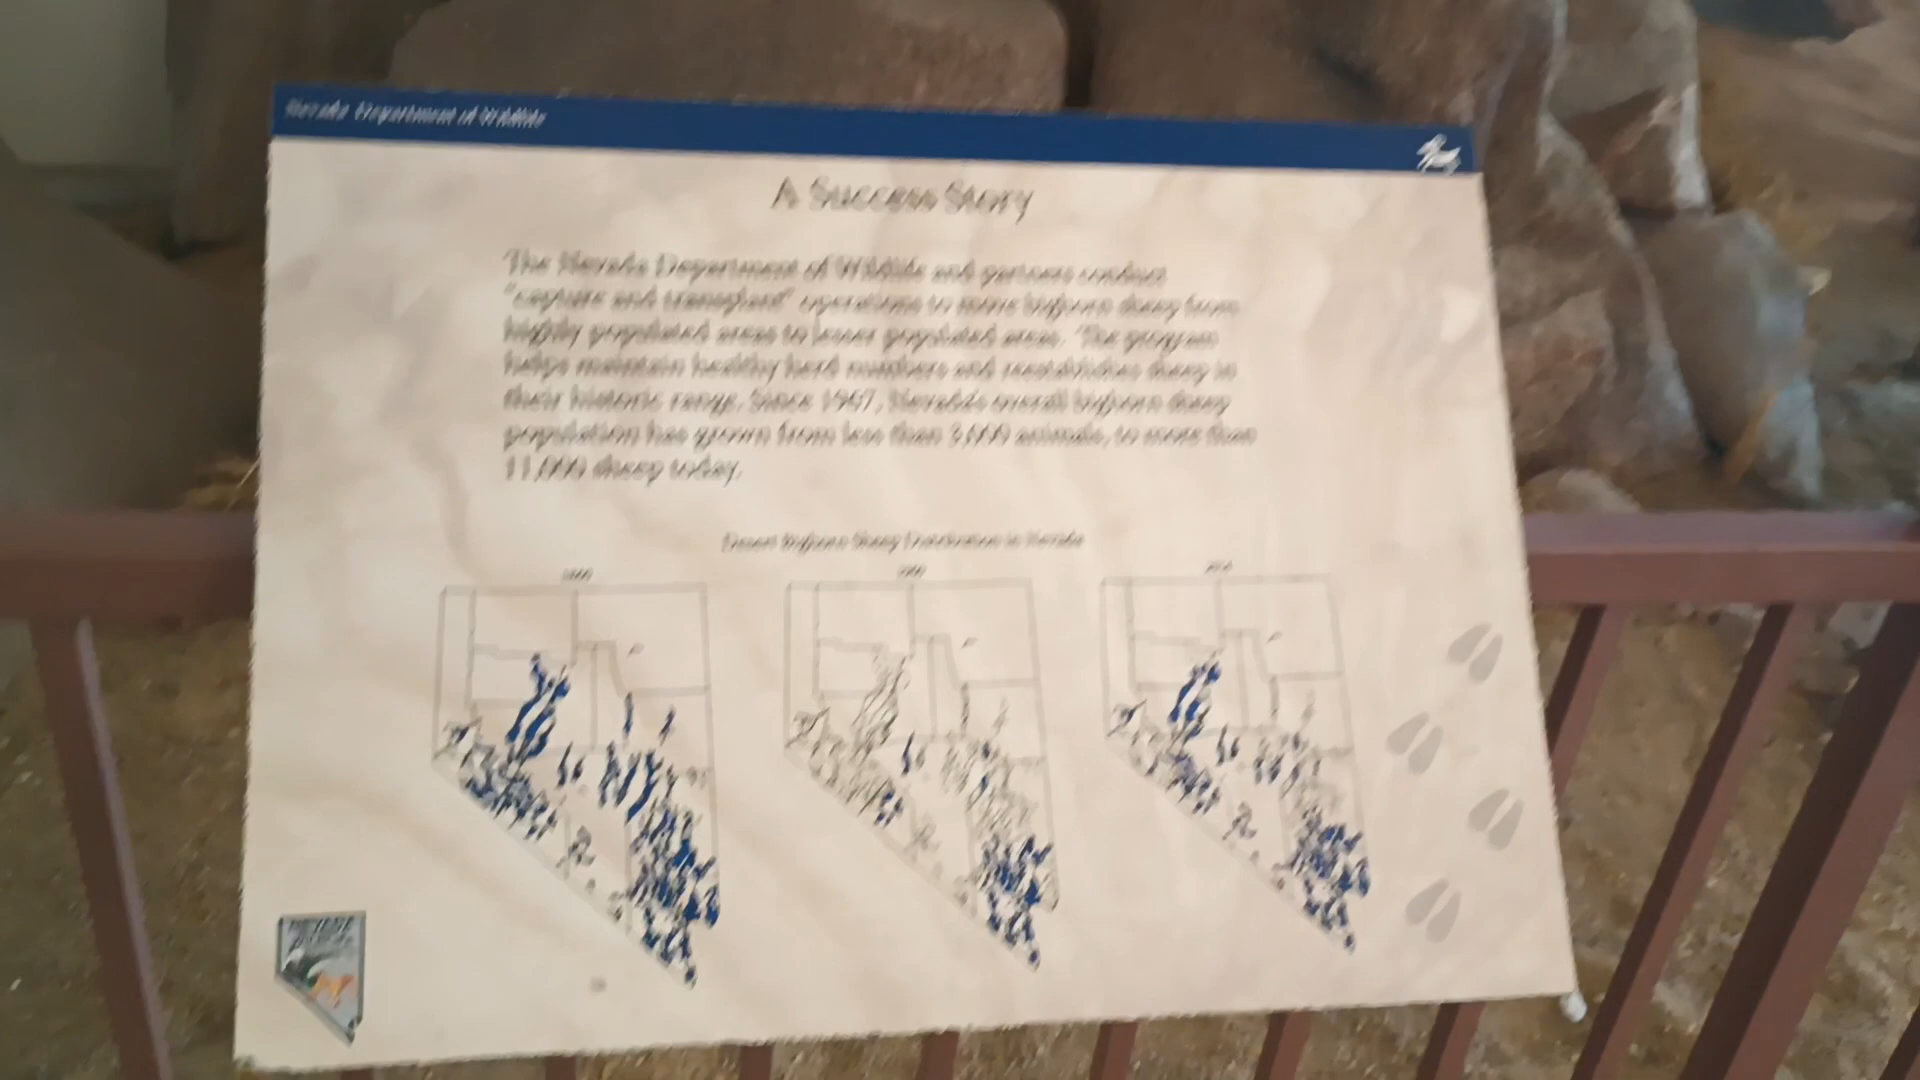 Nevada Department of Wildlife
A Success Story
The Nevada Department of Wildlife and partners conduct
"capture and transplant" operations to move bighorn sheep from
highly populated areas to lesser populated areas. The program
helps maintain healthy herd numbers and reestablishes sheep in
their historic range. Since 1967, Nevada's overall bighorn sheep
population has grown from less than 3,000 animals, to more than
11,000 sheep today.
Desert Bighorn Sheep Distribution in Nevada
1860
1960
NEVADA